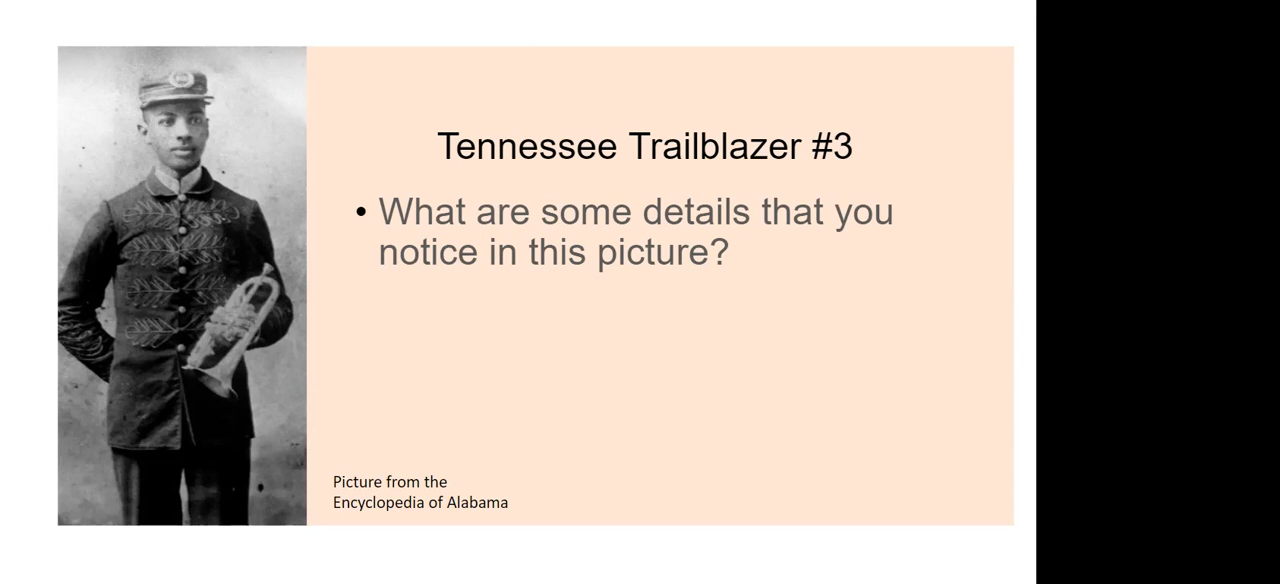 Tennessee Trailblazer #3
• What are some details that you
notice in this picture?
Picture from the
Encyclopedia of Alabama